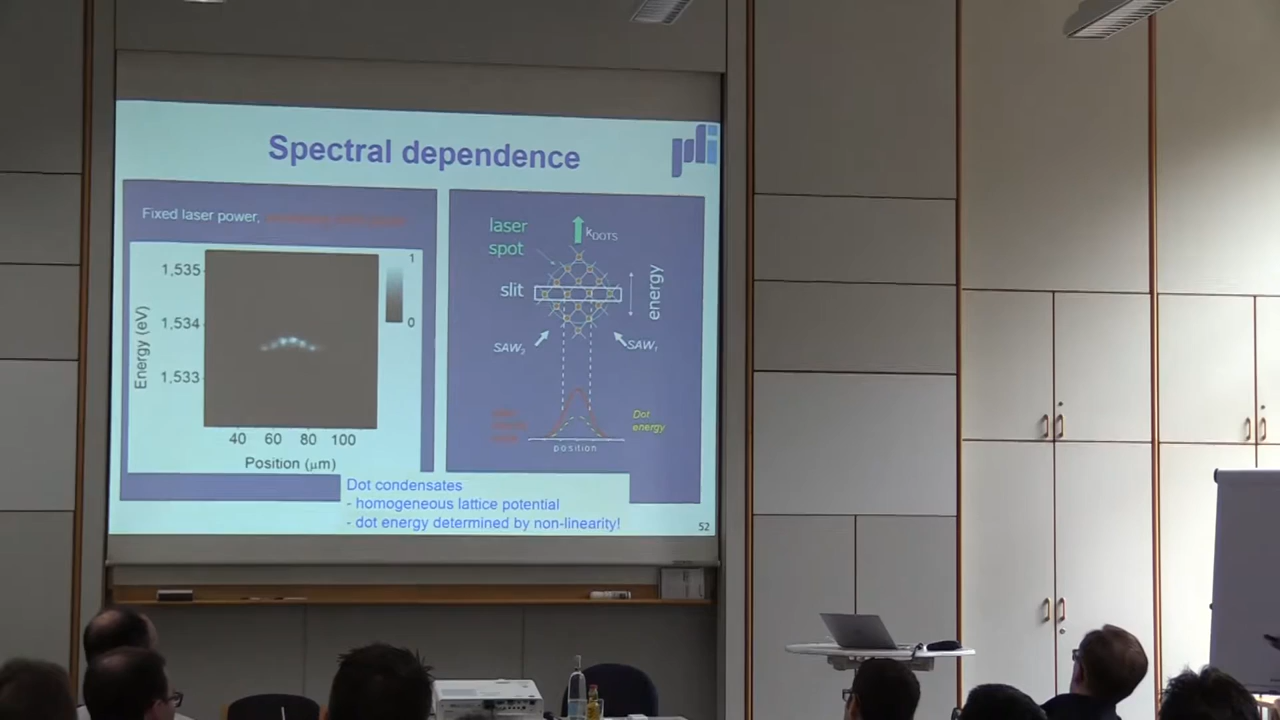 Spectral dependence
pdi
Fixed laser power,
1,535
1,534
1,533
Energy (eV)
40 60 80 100
Position (μm)
1
0
laser
spot
k_DOTS
slit
energy
SAW₂
SAW₁
Dot
energy
position
Dot condensates
- homogeneous lattice potential
- dot energy determined by non-linearity!
52